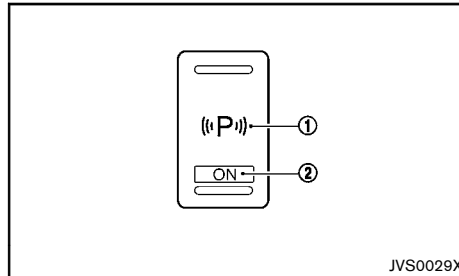 ((( P ))) ①
ON ②
JVS0029X